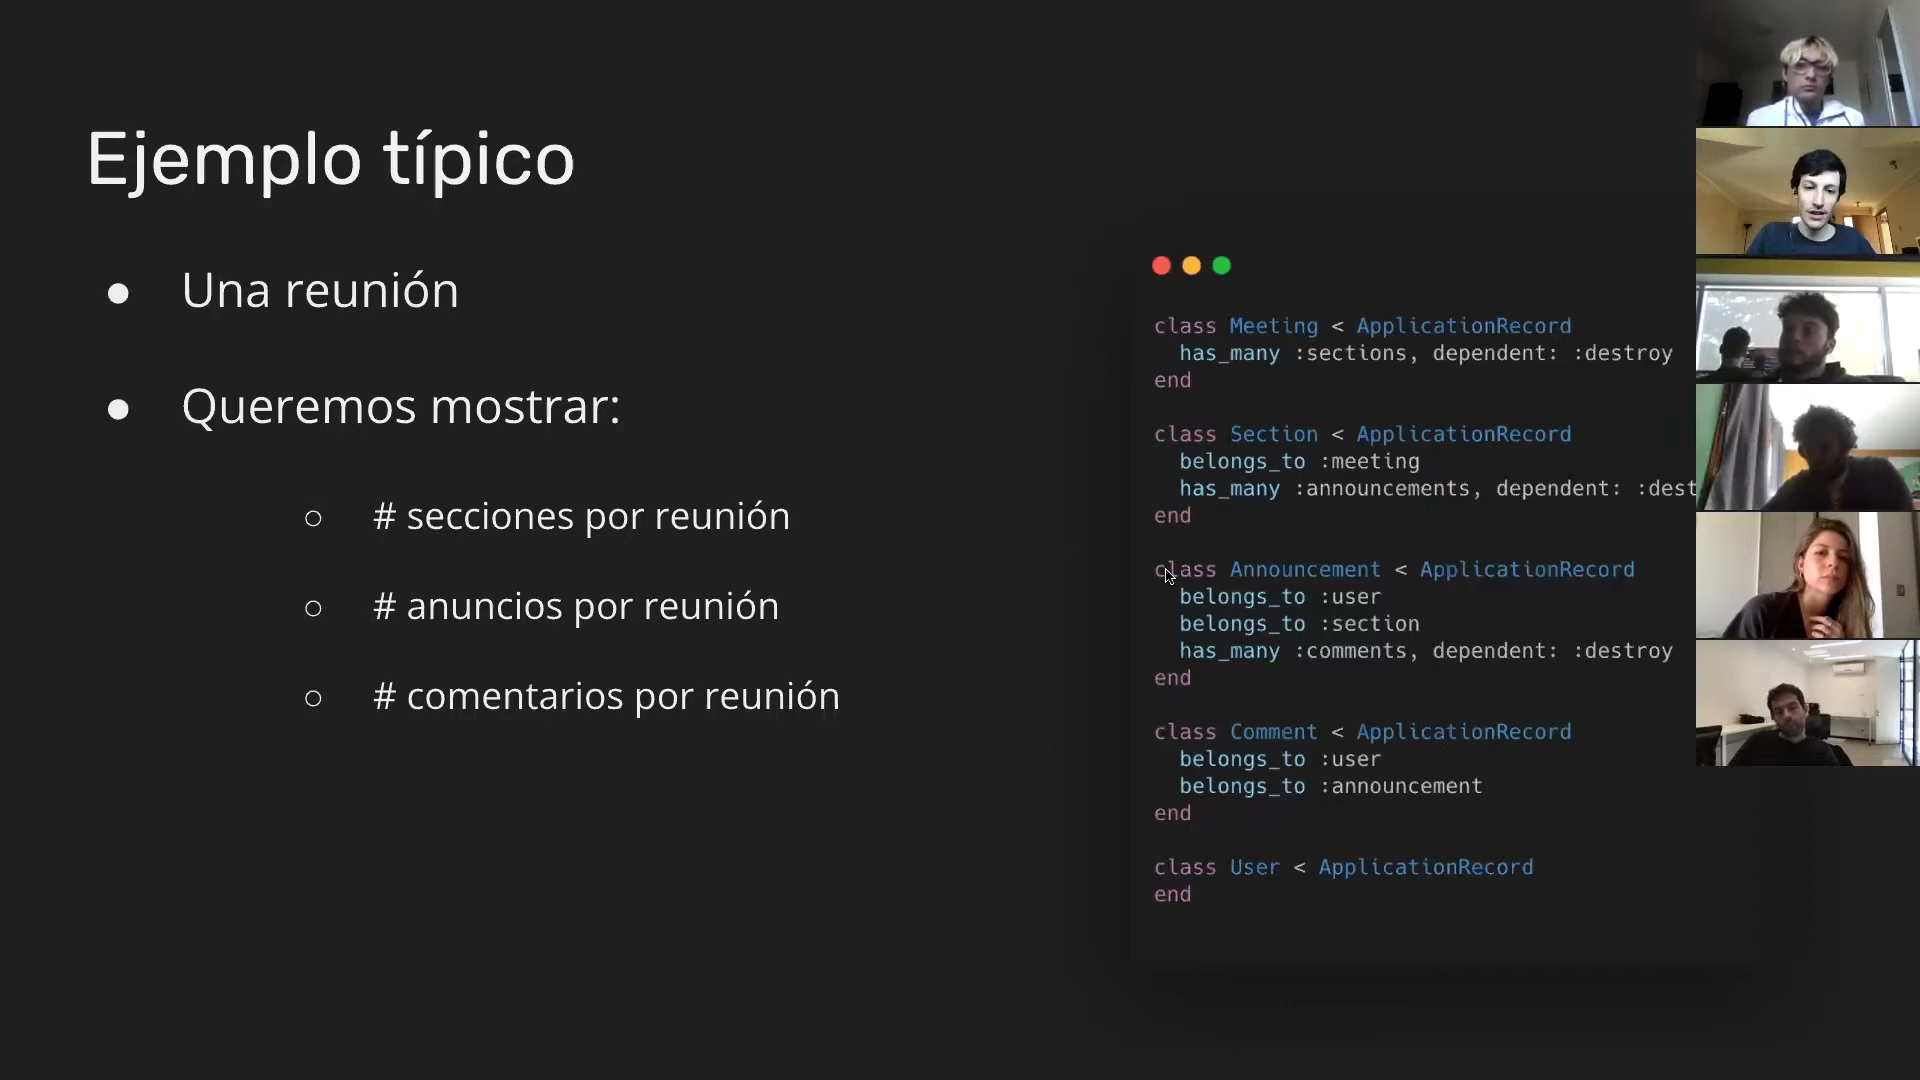 Ejemplo típico
● Una reunión
● Queremos mostrar:
○ # secciones por reunión
○ # anuncios por reunión
○ # comentarios por reunión
class Meeting < ApplicationRecord
  has_many :sections, dependent: :destroy
end
class Section < ApplicationRecord
  belongs_to :meeting
  has_many :announcements, dependent: :dest
end
class Announcement < ApplicationRecord
  belongs_to :user
  belongs_to :section
  has_many :comments, dependent: :destroy
end
class Comment < ApplicationRecord
  belongs_to :user
  belongs_to :announcement
end
class User < ApplicationRecord
end